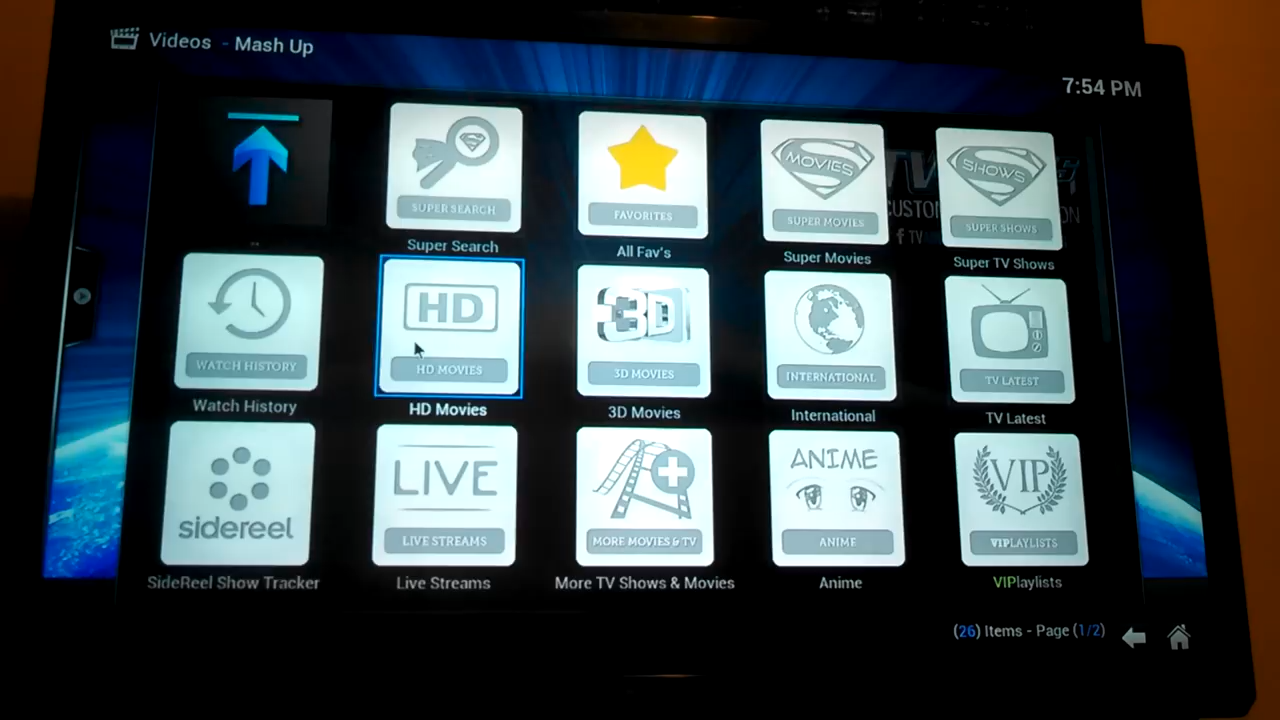 Videos - Mash Up
7:54 PM
SUPER SEARCH
Super Search
FAVORITES
All Fav's
MOVIES
SUPER MOVIES
Super Movies
SHOWS
SUPER SHOWS
Super TV Shows
TV
CUSTOM
TV
WATCH HISTORY
Watch History
HD
HD MOVIES
HD Movies
3D
3D MOVIES
3D Movies
INTERNATIONAL
International
TV LATEST
TV Latest
sidereel
SideReel Show Tracker
LIVE
LIVE STREAMS
Live Streams
MORE MOVIES & TV
More TV Shows & Movies
ANIME
ANIME
Anime
VIP
VIPLAYLISTS
VIPlaylists
(26) Items - Page (1/2)